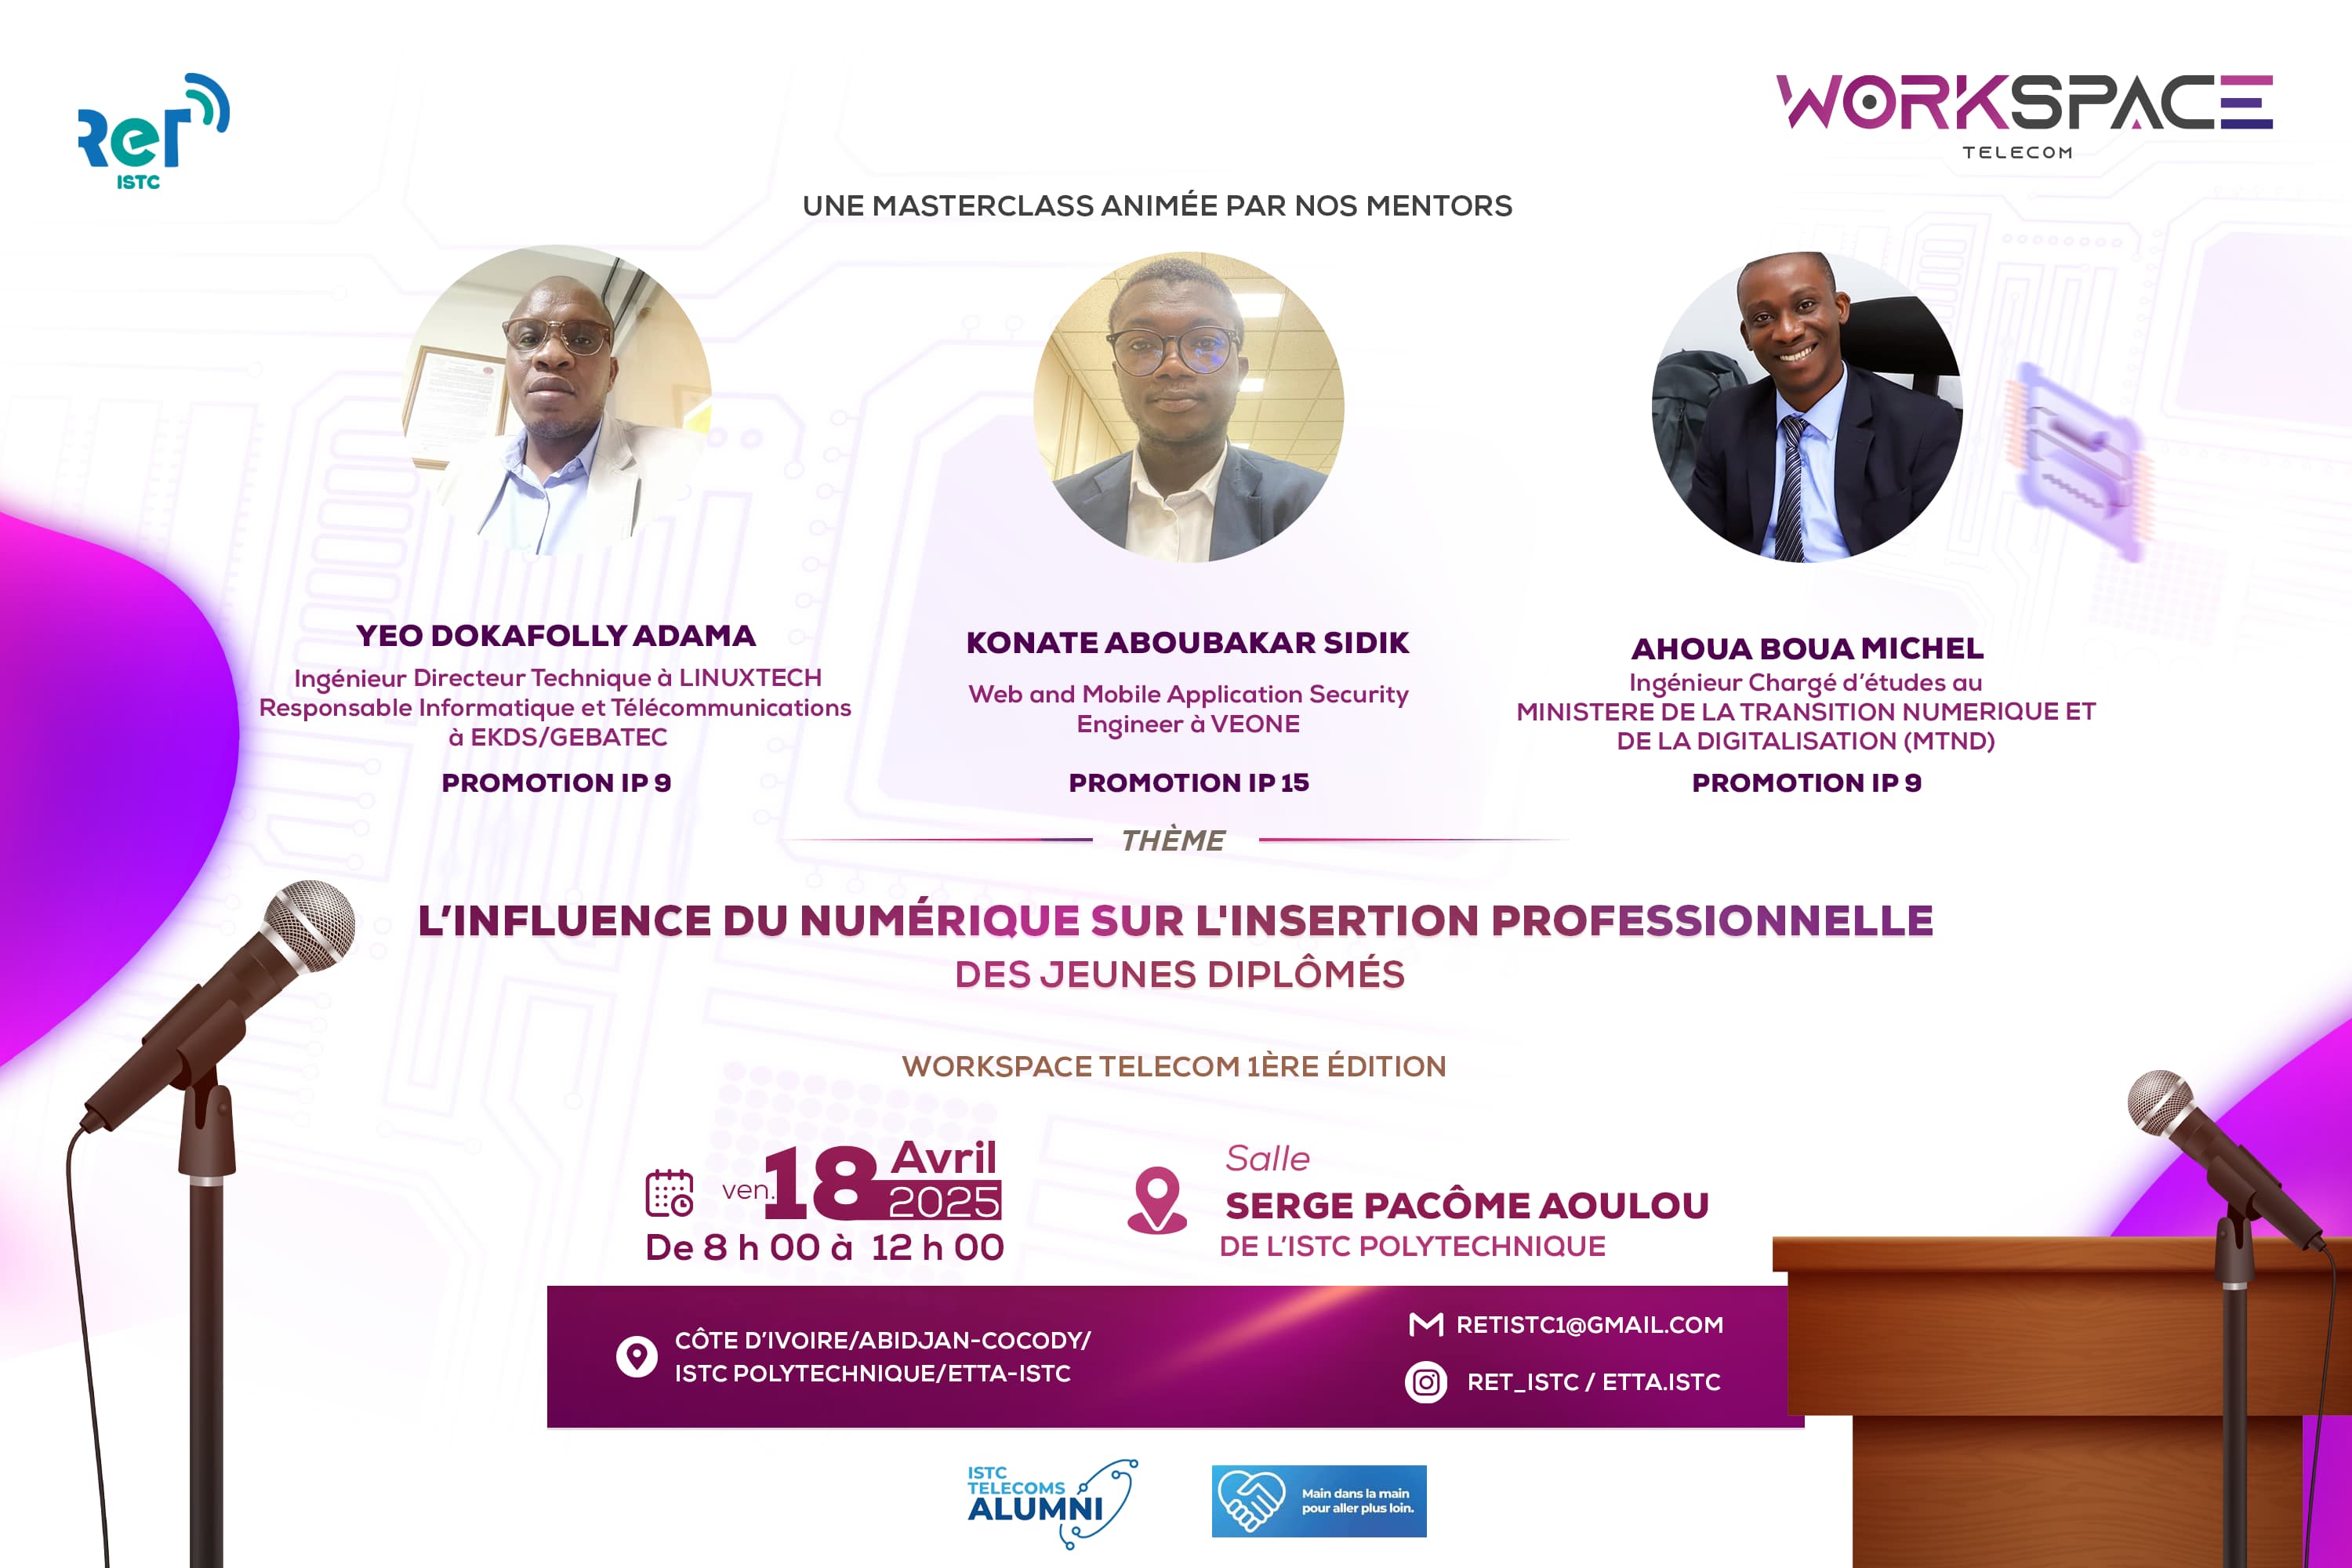 ReT
ISTC
WORKSPACE
TELECOM
UNE MASTERCLASS ANIMÉE PAR NOS MENTORS
YEO DOKAFOLLY ADAMA
Ingénieur Directeur Technique à LINUXTECH
Responsable Informatique et Télécommunications
à EKDS/GEBATEC
PROMOTION IP 9
KONATE ABOUBAKAR SIDIK
Web and Mobile Application Security
Engineer à VEONE
PROMOTION IP 15
AHOUA BOUA MICHEL
Ingénieur Chargé d’études au
MINISTERE DE LA TRANSITION NUMERIQUE ET
DE LA DIGITALISATION (MTND)
PROMOTION IP 9
THÈME
L’INFLUENCE DU NUMÉRIQUE SUR L'INSERTION PROFESSIONNELLE
DES JEUNES DIPLÔMÉS
WORKSPACE TELECOM 1ÈRE ÉDITION
ven. 18 Avril
2025
De 8 h 00 à 12 h 00
Salle
SERGE PACÔME AOULOU
DE L’ISTC POLYTECHNIQUE
CÔTE D’IVOIRE/ABIDJAN-COCODY/
ISTC POLYTECHNIQUE/ETTA-ISTC
RETISTC1@GMAIL.COM
RET_ISTC / ETTA.ISTC
ISTC
TELECOMS
ALUMNI
Main dans la main
pour aller plus loin.